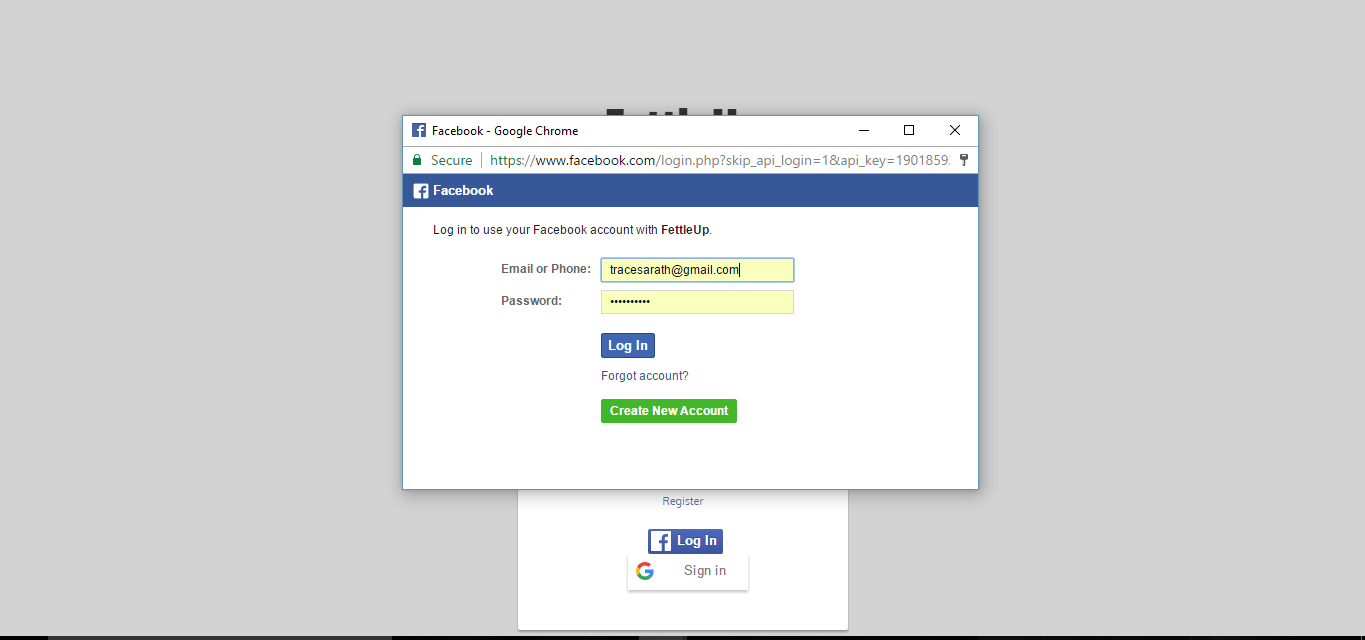 Facebook - Google Chrome
Secure https://www.facebook.com/login.php?skip_api_login=1&api_key=1901859
Facebook
Log in to use your Facebook account with FettleUp.
Email or Phone: tracesarath@gmail.com
Password: ••••••••••
Log In
Forgot account?
Create New Account
Register
Log In
Sign in